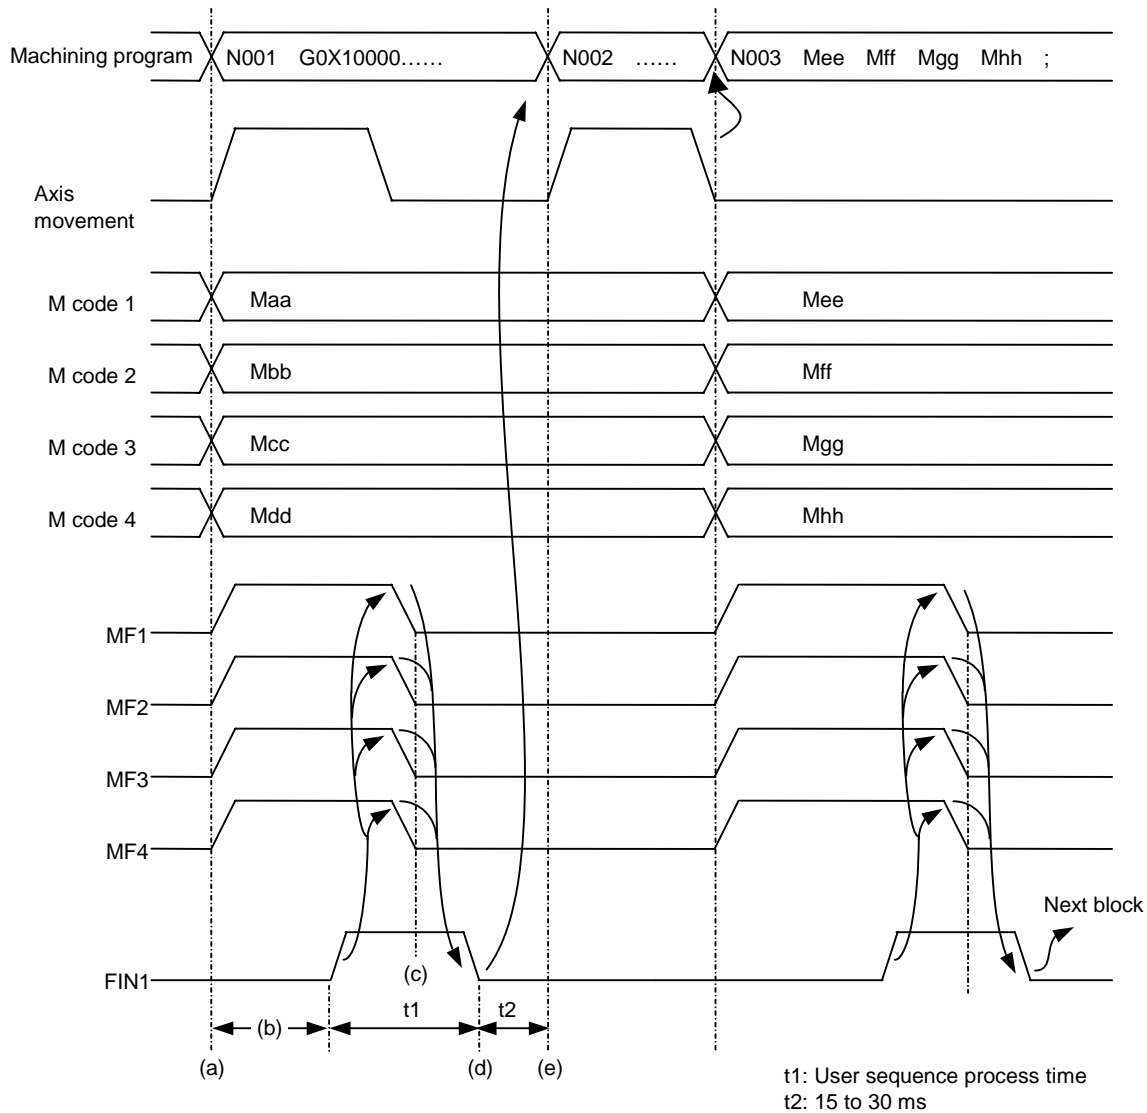 Machining program N001 G0X10000...... N002 ...... N003 Mee Mff Mgg Mhh ;
Axis
movement
M code 1 Maa Mee
M code 2 Mbb Mff
M code 3 Mcc Mgg
M code 4 Mdd Mhh
MF1
MF2
MF3
MF4
Next block
FIN1
(c)
(b) t1 t2
(a) (d) (e)
t1: User sequence process time
t2: 15 to 30 ms